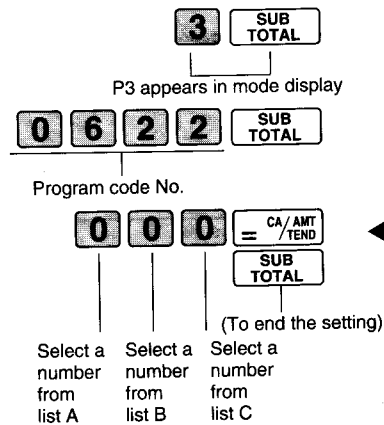 3 SUB TOTAL
P3 appears in mode display
0 6 2 2 SUB TOTAL
Program code No.
0 0 0 = CA/AMT /TEND
SUB TOTAL
(To end the setting)
Select a number from list A
Select a number from list B
Select a number from list C